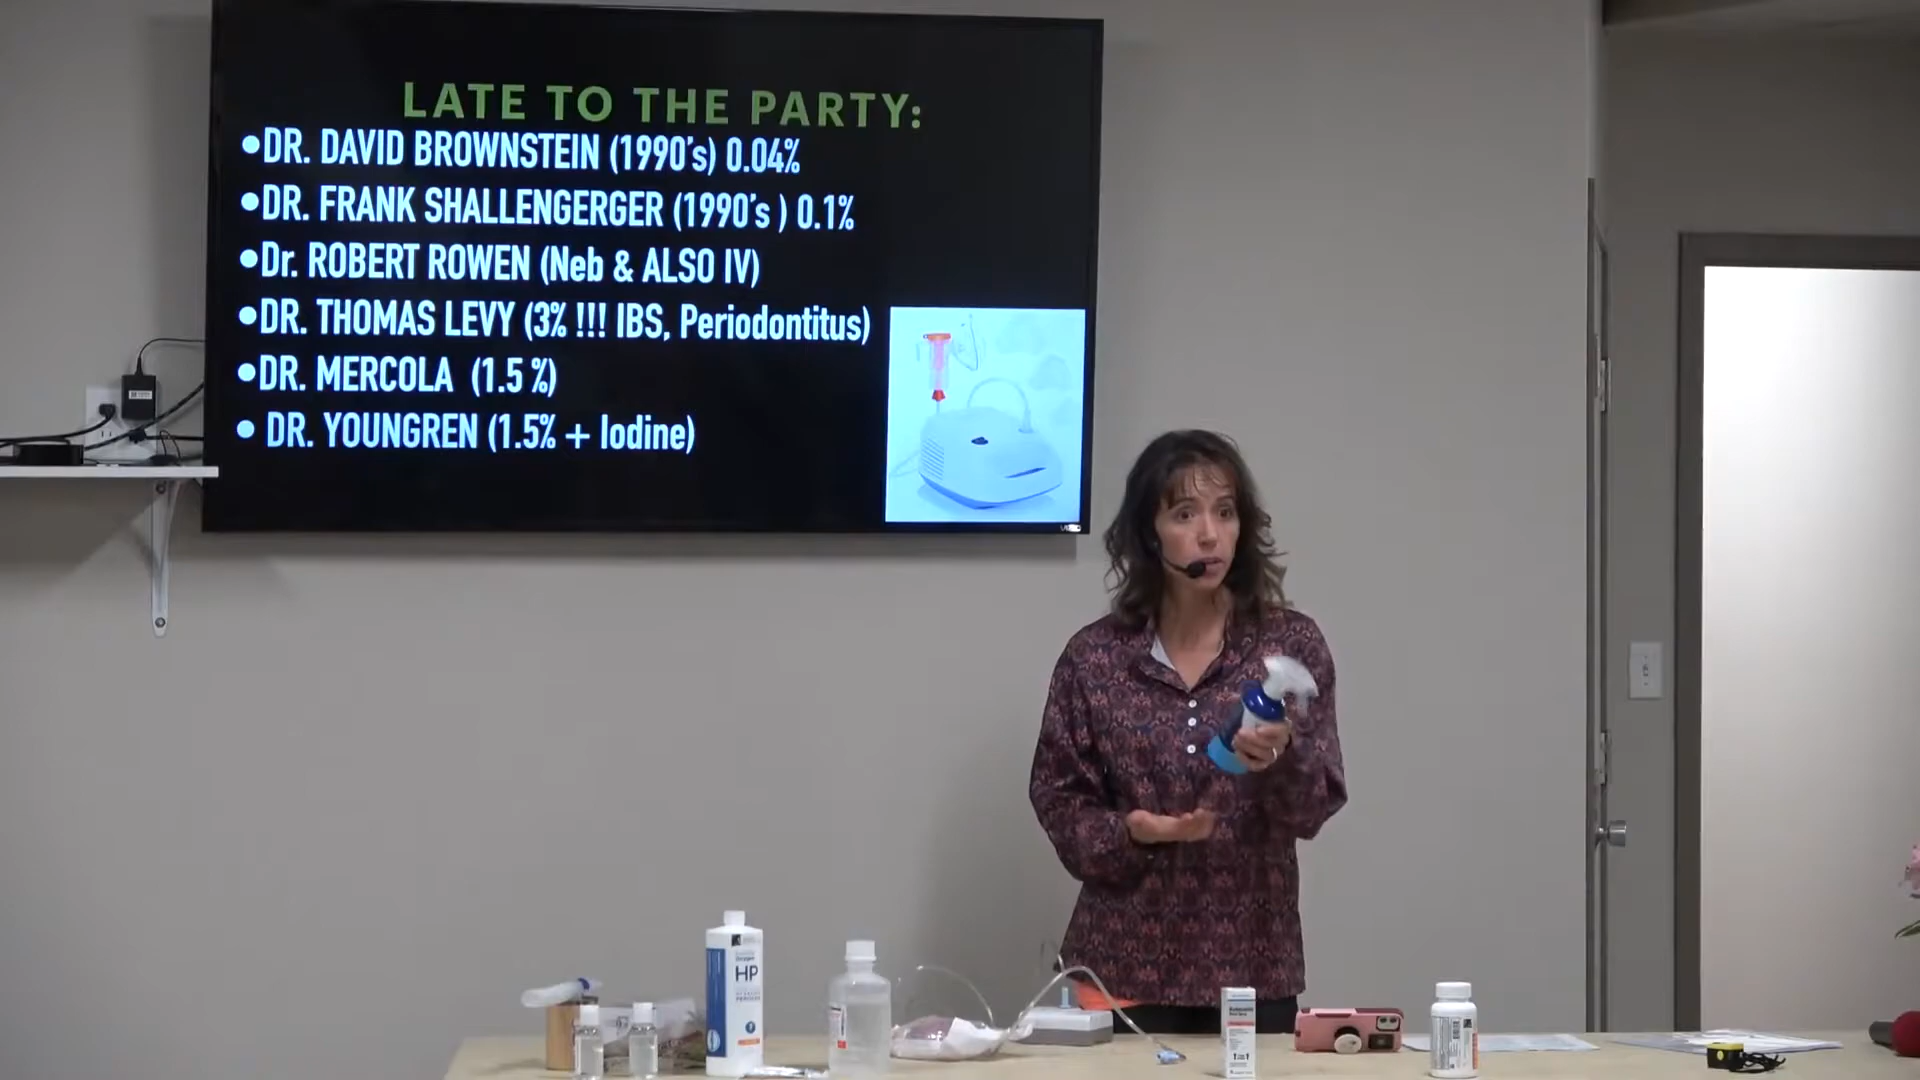 LATE TO THE PARTY:
•DR. DAVID BROWNSTEIN (1990's) 0.04%
•DR. FRANK SHALLENGERGER (1990's ) 0.1%
•Dr. ROBERT ROWEN (Neb & ALSO IV)
•DR. THOMAS LEVY (3% !!! IBS, Periodontitus)
•DR. MERCOLA (1.5 %)
• DR. YOUNGREN (1.5% + Iodine)
HP